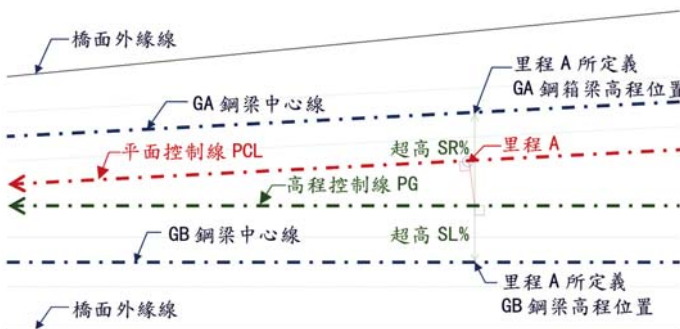 橋面外緣線
里程 A 所定義
GA 鋼箱梁高程位置
GA 鋼梁中心線
平面控制線 PCL
超高 SR%
里程 A
高程控制線 PG
GB 鋼梁中心線
超高 SL%
里程 A 所定義
GB 鋼梁高程位置
橋面外緣線